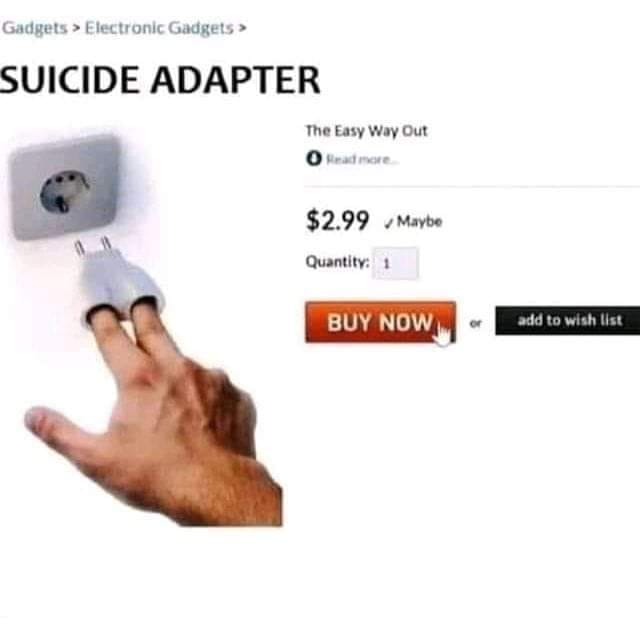 Gadgets > Electronic Gadgets >
SUICIDE ADAPTER
The Easy Way Out
Read more...
$2.99 ✓ Maybe
Quantity: 1
BUY NOW or add to wish list